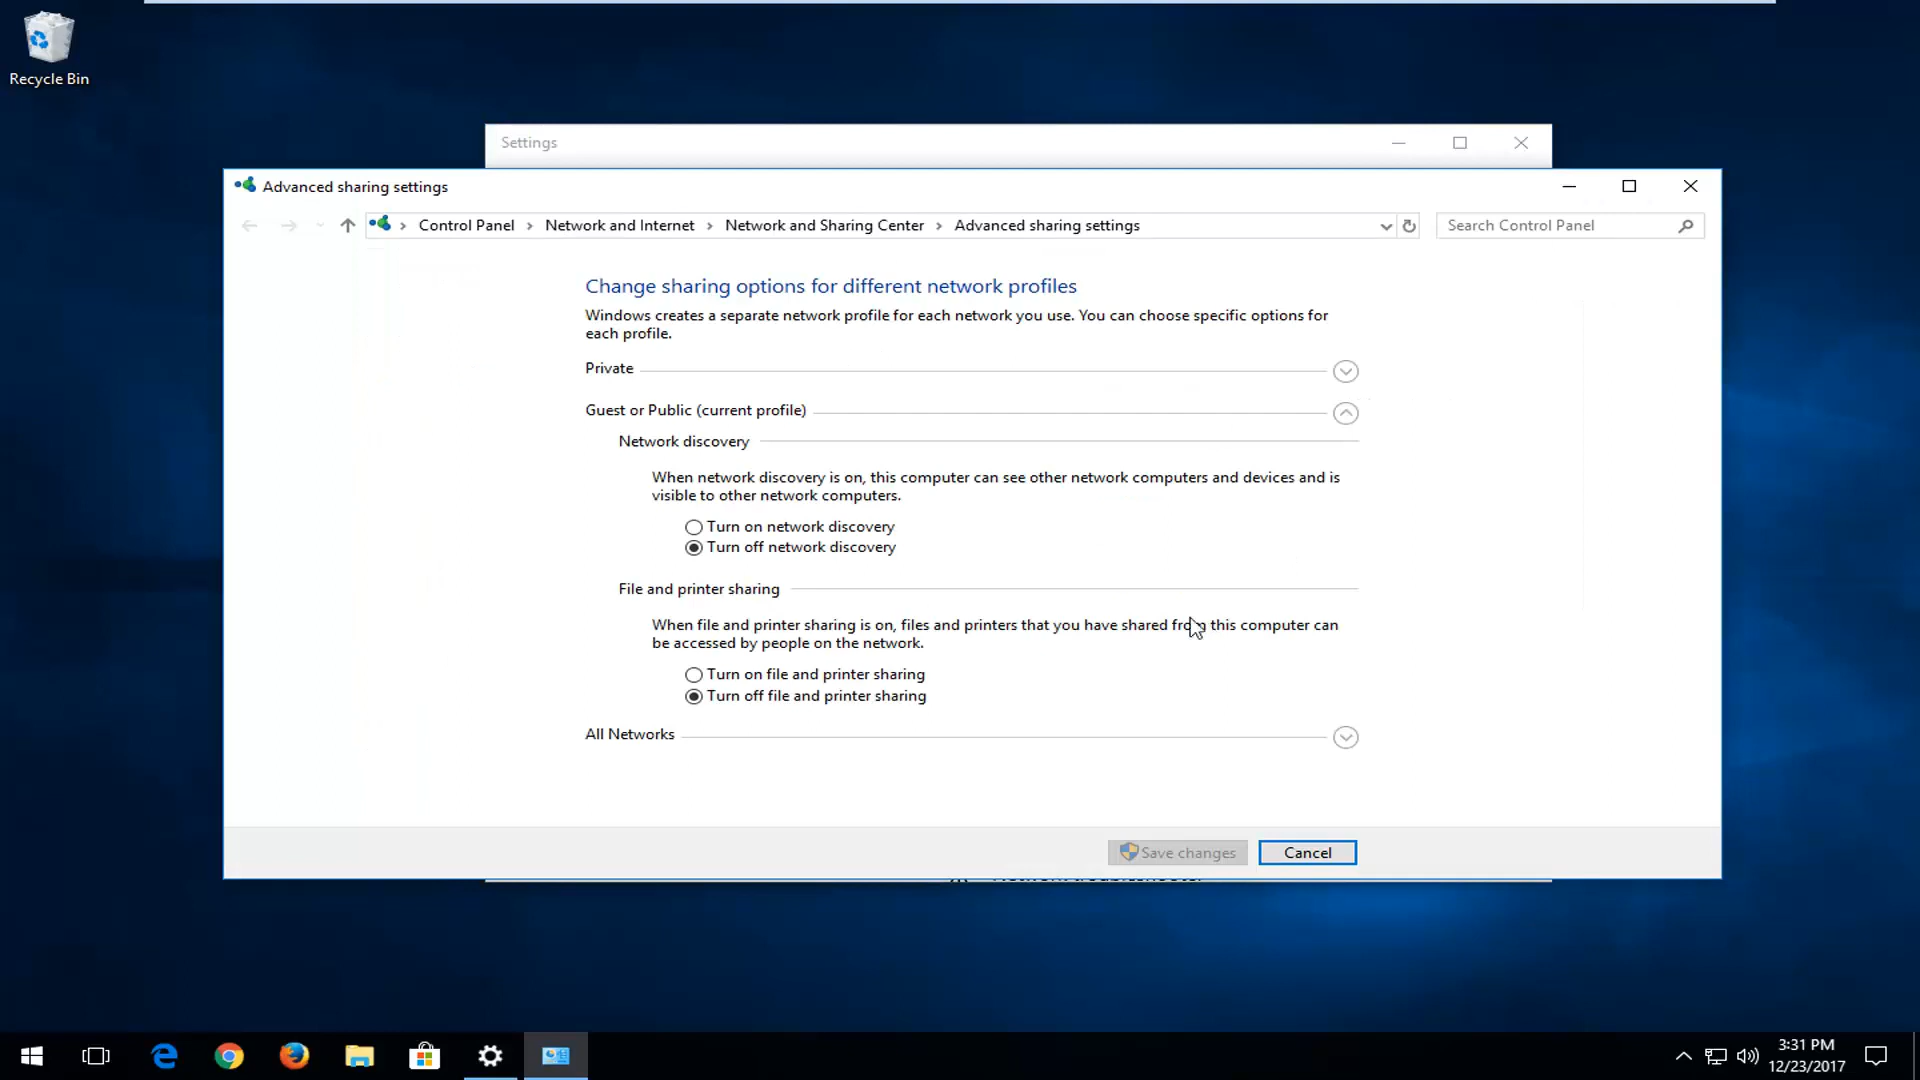 Recycle Bin
Settings
Advanced sharing settings
Control Panel > Network and Internet > Network and Sharing Center > Advanced sharing settings
Search Control Panel
Change sharing options for different network profiles
Windows creates a separate network profile for each network you use. You can choose specific options for
each profile.
Private
Guest or Public (current profile)
Network discovery
When network discovery is on, this computer can see other network computers and devices and is
visible to other network computers.
Turn on network discovery
Turn off network discovery
File and printer sharing
When file and printer sharing is on, files and printers that you have shared from this computer can
be accessed by people on the network.
Turn on file and printer sharing
Turn off file and printer sharing
All Networks
Save changes
Cancel
Network troubleshooter
3:31 PM
12/23/2017